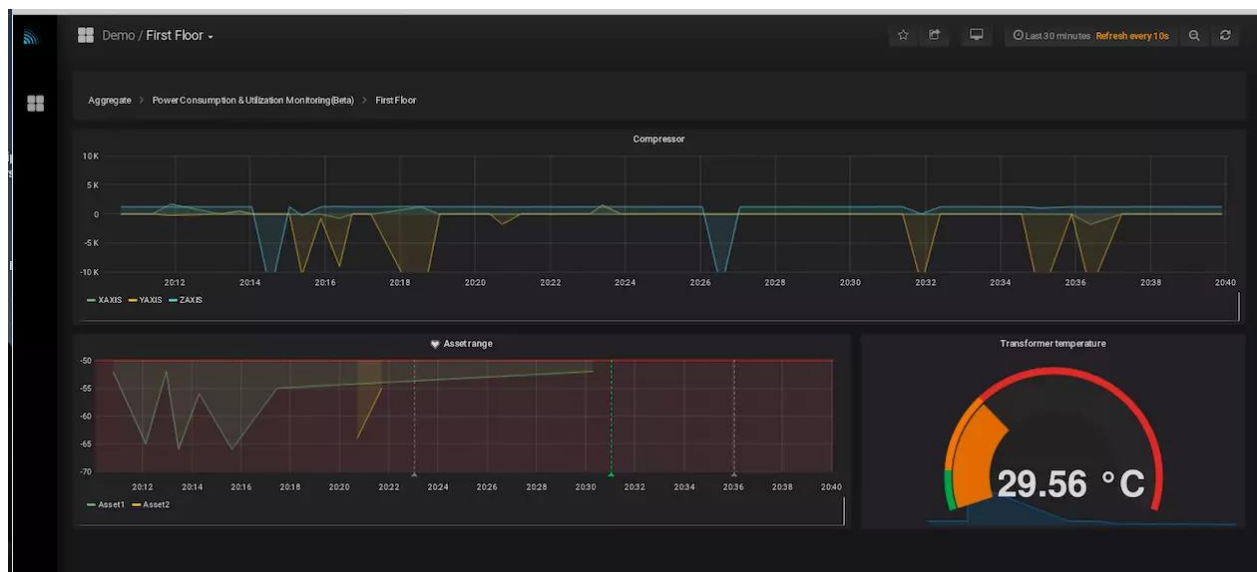 Demo / First Floor
Last 30 minutes Refresh every 10s
Aggregate > Power Consumption & Utilization Monitoring(Beta) > First Floor
Compressor
10 K
5 K
0
-5 K
-10 K
20:12 20:14 20:16 20:18 20:20 20:22 20:24 20:26 20:28 20:30 20:32 20:34 20:36 20:38 20:40
XAXIS YAXIS ZAXIS
Asset range
-50
-55
-60
-65
-70
20:12 20:14 20:16 20:18 20:20 20:22 20:24 20:26 20:28 20:30 20:32 20:34 20:36 20:38 20:40
Asset1 Asset2
Transformer temperature
29.56 °C